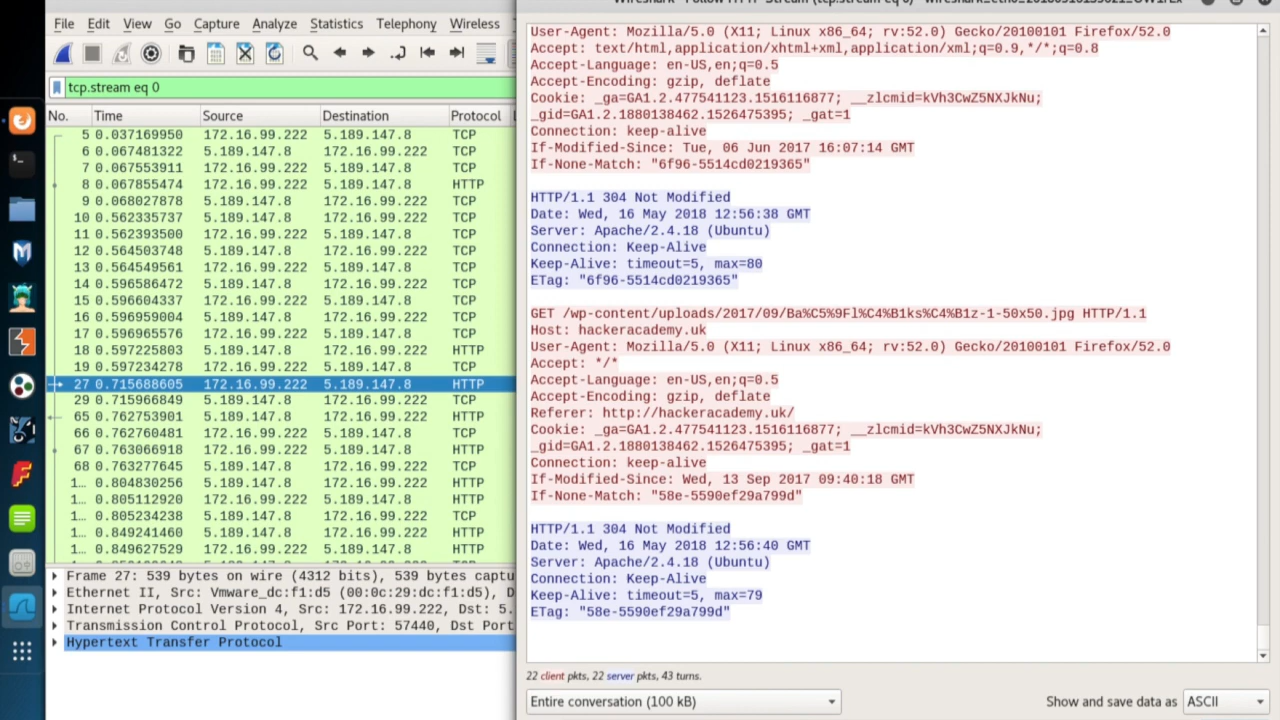 File Edit View Go Capture Analyze Statistics Telephony Wireless
tcp.stream eq 0
No. Time Source Destination Protocol
5 0.037169950 172.16.99.222 5.189.147.8 TCP
6 0.067481322 5.189.147.8 172.16.99.222 TCP
7 0.067553911 172.16.99.222 5.189.147.8 TCP
8 0.067855474 172.16.99.222 5.189.147.8 HTTP
9 0.068027878 5.189.147.8 172.16.99.222 TCP
10 0.562335737 5.189.147.8 172.16.99.222 TCP
11 0.562393500 172.16.99.222 5.189.147.8 TCP
12 0.564503748 5.189.147.8 172.16.99.222 TCP
13 0.564549561 172.16.99.222 5.189.147.8 TCP
14 0.596586472 5.189.147.8 172.16.99.222 TCP
15 0.596604337 172.16.99.222 5.189.147.8 TCP
16 0.596959004 5.189.147.8 172.16.99.222 TCP
17 0.596965576 172.16.99.222 5.189.147.8 TCP
18 0.597225803 5.189.147.8 172.16.99.222 HTTP
19 0.597234278 172.16.99.222 5.189.147.8 TCP
27 0.715688605 172.16.99.222 5.189.147.8 HTTP
29 0.715966849 5.189.147.8 172.16.99.222 TCP
65 0.762753901 5.189.147.8 172.16.99.222 HTTP
66 0.762760481 172.16.99.222 5.189.147.8 TCP
67 0.763066918 172.16.99.222 5.189.147.8 HTTP
68 0.763277645 5.189.147.8 172.16.99.222 TCP
1… 0.804830256 5.189.147.8 172.16.99.222 HTTP
1… 0.805112920 172.16.99.222 5.189.147.8 HTTP
1… 0.805234238 5.189.147.8 172.16.99.222 TCP
1… 0.849241460 5.189.147.8 172.16.99.222 HTTP
1… 0.849627529 172.16.99.222 5.189.147.8 HTTP
Frame 27: 539 bytes on wire (4312 bits), 539 bytes captu
Ethernet II, Src: Vmware_dc:f1:d5 (00:0c:29:dc:f1:d5), D
Internet Protocol Version 4, Src: 172.16.99.222, Dst: 5.
Transmission Control Protocol, Src Port: 57440, Dst Port
Hypertext Transfer Protocol
User-Agent: Mozilla/5.0 (X11; Linux x86_64; rv:52.0) Gecko/20100101 Firefox/52.0
Accept: text/html,application/xhtml+xml,application/xml;q=0.9,*/*;q=0.8
Accept-Language: en-US,en;q=0.5
Accept-Encoding: gzip, deflate
Cookie: _ga=GA1.2.477541123.1516116877; __zlcmid=kVh3CwZ5NXJkNu;
_gid=GA1.2.1880138462.1526475395; _gat=1
Connection: keep-alive
If-Modified-Since: Tue, 06 Jun 2017 16:07:14 GMT
If-None-Match: "6f96-5514cd0219365"
HTTP/1.1 304 Not Modified
Date: Wed, 16 May 2018 12:56:38 GMT
Server: Apache/2.4.18 (Ubuntu)
Connection: Keep-Alive
Keep-Alive: timeout=5, max=80
ETag: "6f96-5514cd0219365"
GET /wp-content/uploads/2017/09/Ba%C5%9Fl%C4%B1ks%C4%B1z-1-50x50.jpg HTTP/1.1
Host: hackeracademy.uk
User-Agent: Mozilla/5.0 (X11; Linux x86_64; rv:52.0) Gecko/20100101 Firefox/52.0
Accept: */*
Accept-Language: en-US,en;q=0.5
Accept-Encoding: gzip, deflate
Referer: http://hackeracademy.uk/
Cookie: _ga=GA1.2.477541123.1516116877; __zlcmid=kVh3CwZ5NXJkNu;
_gid=GA1.2.1880138462.1526475395; _gat=1
Connection: keep-alive
If-Modified-Since: Wed, 13 Sep 2017 09:40:18 GMT
If-None-Match: "58e-5590ef29a799d"
HTTP/1.1 304 Not Modified
Date: Wed, 16 May 2018 12:56:40 GMT
Server: Apache/2.4.18 (Ubuntu)
Connection: Keep-Alive
Keep-Alive: timeout=5, max=79
ETag: "58e-5590ef29a799d"
22 client pkts, 22 server pkts, 43 turns.
Entire conversation (100 kB) Show and save data as ASCII